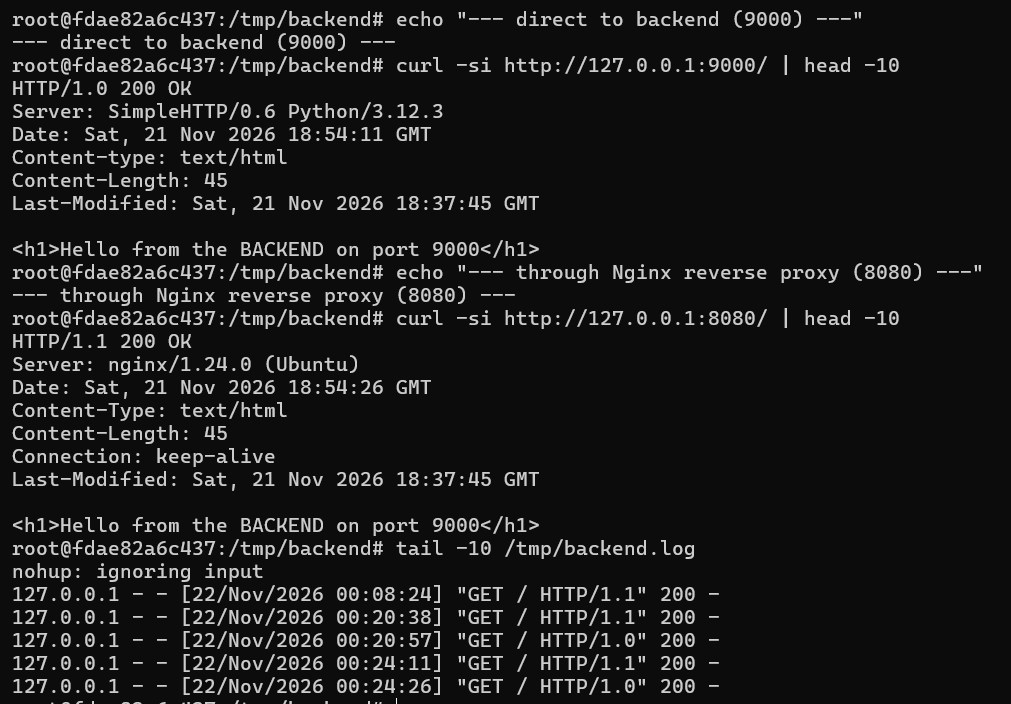 root@fdae82a6c437:/tmp/backend# echo "--- direct to backend (9000) ---"
--- direct to backend (9000) ---
root@fdae82a6c437:/tmp/backend# curl -si http://127.0.0.1:9000/ | head -10
HTTP/1.0 200 OK
Server: SimpleHTTP/0.6 Python/3.12.3
Date: Sat, 21 Nov 2026 18:54:11 GMT
Content-type: text/html
Content-Length: 45
Last-Modified: Sat, 21 Nov 2026 18:37:45 GMT

<h1>Hello from the BACKEND on port 9000</h1>
root@fdae82a6c437:/tmp/backend# echo "--- through Nginx reverse proxy (8080) ---"
--- through Nginx reverse proxy (8080) ---
root@fdae82a6c437:/tmp/backend# curl -si http://127.0.0.1:8080/ | head -10
HTTP/1.1 200 OK
Server: nginx/1.24.0 (Ubuntu)
Date: Sat, 21 Nov 2026 18:54:26 GMT
Content-Type: text/html
Content-Length: 45
Connection: keep-alive
Last-Modified: Sat, 21 Nov 2026 18:37:45 GMT

<h1>Hello from the BACKEND on port 9000</h1>
root@fdae82a6c437:/tmp/backend# tail -10 /tmp/backend.log
nohup: ignoring input
127.0.0.1 - - [22/Nov/2026 00:08:24] "GET / HTTP/1.1" 200 -
127.0.0.1 - - [22/Nov/2026 00:20:38] "GET / HTTP/1.1" 200 -
127.0.0.1 - - [22/Nov/2026 00:20:57] "GET / HTTP/1.0" 200 -
127.0.0.1 - - [22/Nov/2026 00:24:11] "GET / HTTP/1.1" 200 -
127.0.0.1 - - [22/Nov/2026 00:24:26] "GET / HTTP/1.0" 200 -